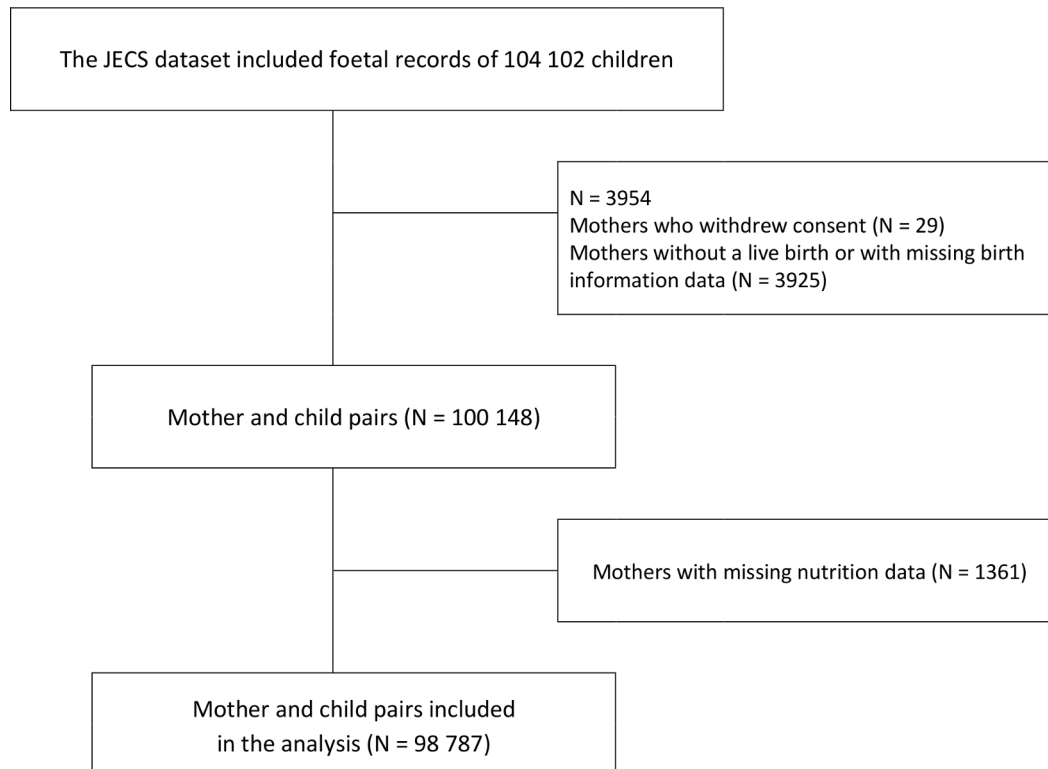 The JECS dataset included foetal records of 104 102 children
N = 3954
Mothers who withdrew consent (N = 29)
Mothers without a live birth or with missing birth
information data (N = 3925)
Mother and child pairs (N = 100 148)
Mothers with missing nutrition data (N = 1361)
Mother and child pairs included
in the analysis (N = 98 787)